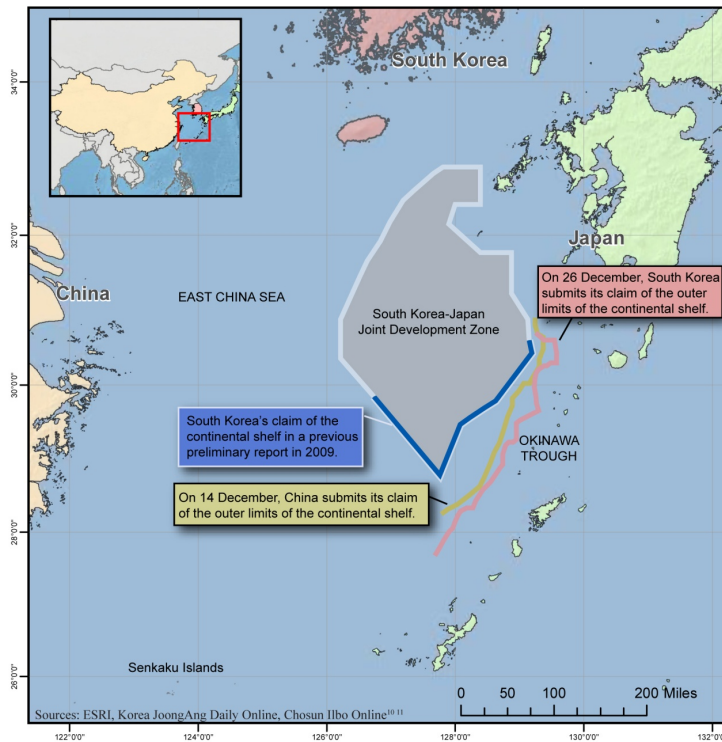 South Korea
34°0'0"
32°0'0"
Japan
On 26 December, South Korea
submits its claim of the outer
limits of the continental shelf.
China
EAST CHINA SEA
South Korea-Japan
Joint Development Zone
30°0'0"
South Korea's claim of the
continental shelf in a previous
preliminary report in 2009.
OKINAWA
TROUGH
On 14 December, China submits its claim
of the outer limits of the continental shelf.
28°0'0"
Senkaku Islands
26°0'0"
0 50 100 200 Miles
Sources: ESRI, Korea JoongAng Daily Online, Chosun Ilbo Online10 11
122°0'0" 124°0'0" 126°0'0" 128°0'0" 130°0'0" 132°0'0"